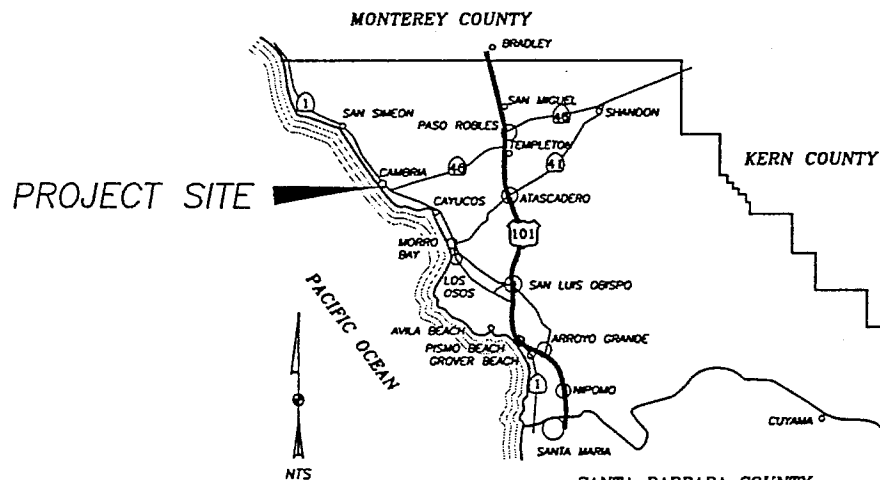 MONTEREY COUNTY
BRADLEY
1
SAN SIMEON
SAN MIGUEL
46
SHANDON
PASO ROBLES
TEMPLETON
KERN COUNTY
46
41
CAMBRIA
PROJECT SITE
CAYUCOS
ATASCADERO
101
MORRO
BAY
LOS
OSOS
SAN LUIS OBISPO
PACIFIC OCEAN
AVILA BEACH
ARROYO GRANDE
PISMO BEACH
GROVER BEACH
1
NIPOMO
CUYAMA
SANTA MARIA
NTS
SANTA BARBARA COUNTY